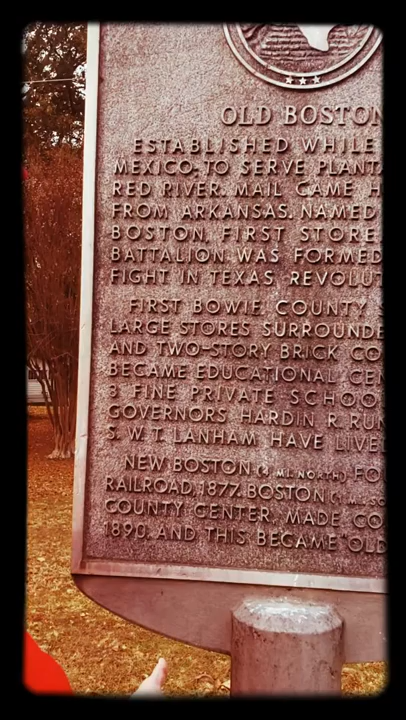 OLD BOSTON
ESTABLISHED WHILE
MEXICO TO SERVE PLANTA
RED RIVER. MAIL CAME H
FROM ARKANSAS. NAMED
BOSTON, FIRST STORE
BATTALION WAS FORMED
FIGHT IN TEXAS REVOLUT
FIRST BOWIE COUNTY
LARGE STORES SURROUNDE
AND TWO-STORY BRICK CO
BECAME EDUCATIONAL CEN
3 FINE PRIVATE SCHOO
GOVERNORS HARDIN R. RUN
S. W. T. LANHAM HAVE LIVE
NEW BOSTON (4 MI. NORTH) FO
RAILROAD, 1877. BOSTON (1 MI. SO
COUNTY CENTER, MADE CO
1890. AND THIS BECAME "OLD